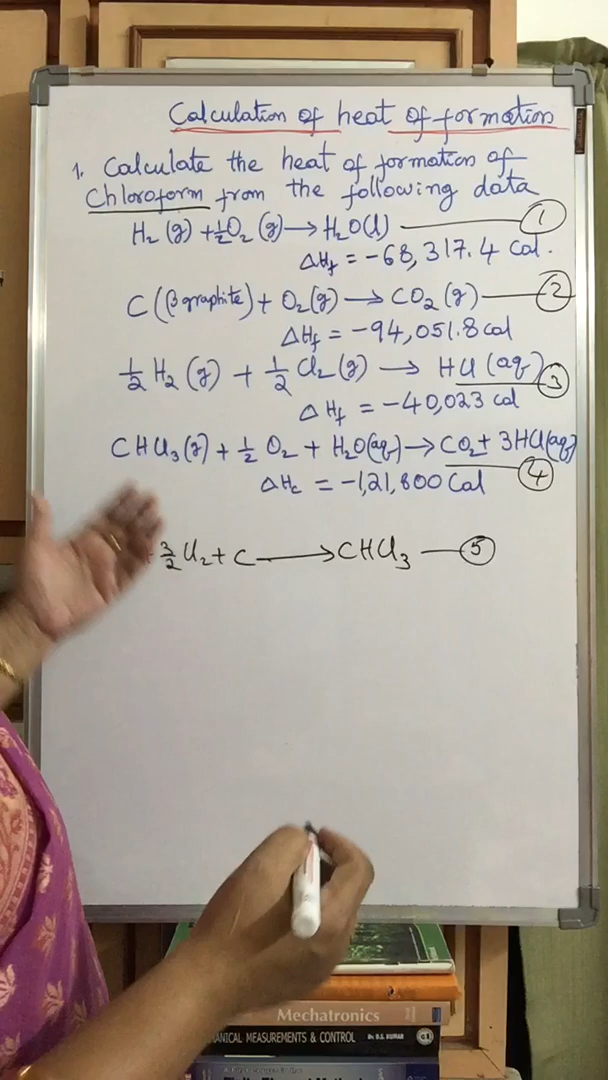 Calculation of heat of formation
1. Calculate the heat of formation of
Chloroform from the following data
H₂(g) + ½O₂(g) → H₂O(l) — ①
ΔHf = -68,317.4 Cal.
C(β graphite) + O₂(g) → CO₂(g) — ②
ΔHf = -94,051.8 cal
½ H₂(g) + ½ Cl₂(g) → HCl(aq) ③
ΔHf = -40,023 cal
CHCl₃(g) + ½ O₂ + H₂O(aq) → CO₂ + 3HCl(aq)
ΔHc = -1,21,800 Cal ④
+ 3/2 Cl₂ + C → CHCl₃ — ⑤
Mechatronics
MEASUREMENTS & CONTROL